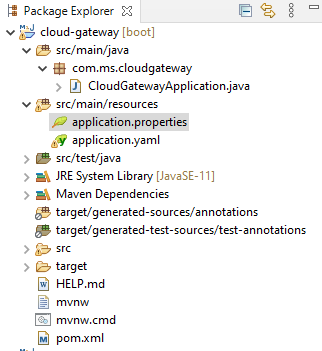 Package Explorer
cloud-gateway [boot]
src/main/java
com.ms.cloudgateway
CloudGatewayApplication.java
src/main/resources
application.properties
application.yaml
src/test/java
JRE System Library [JavaSE-11]
Maven Dependencies
target/generated-sources/annotations
target/generated-test-sources/test-annotations
src
target
HELP.md
mvnw
mvnw.cmd
pom.xml